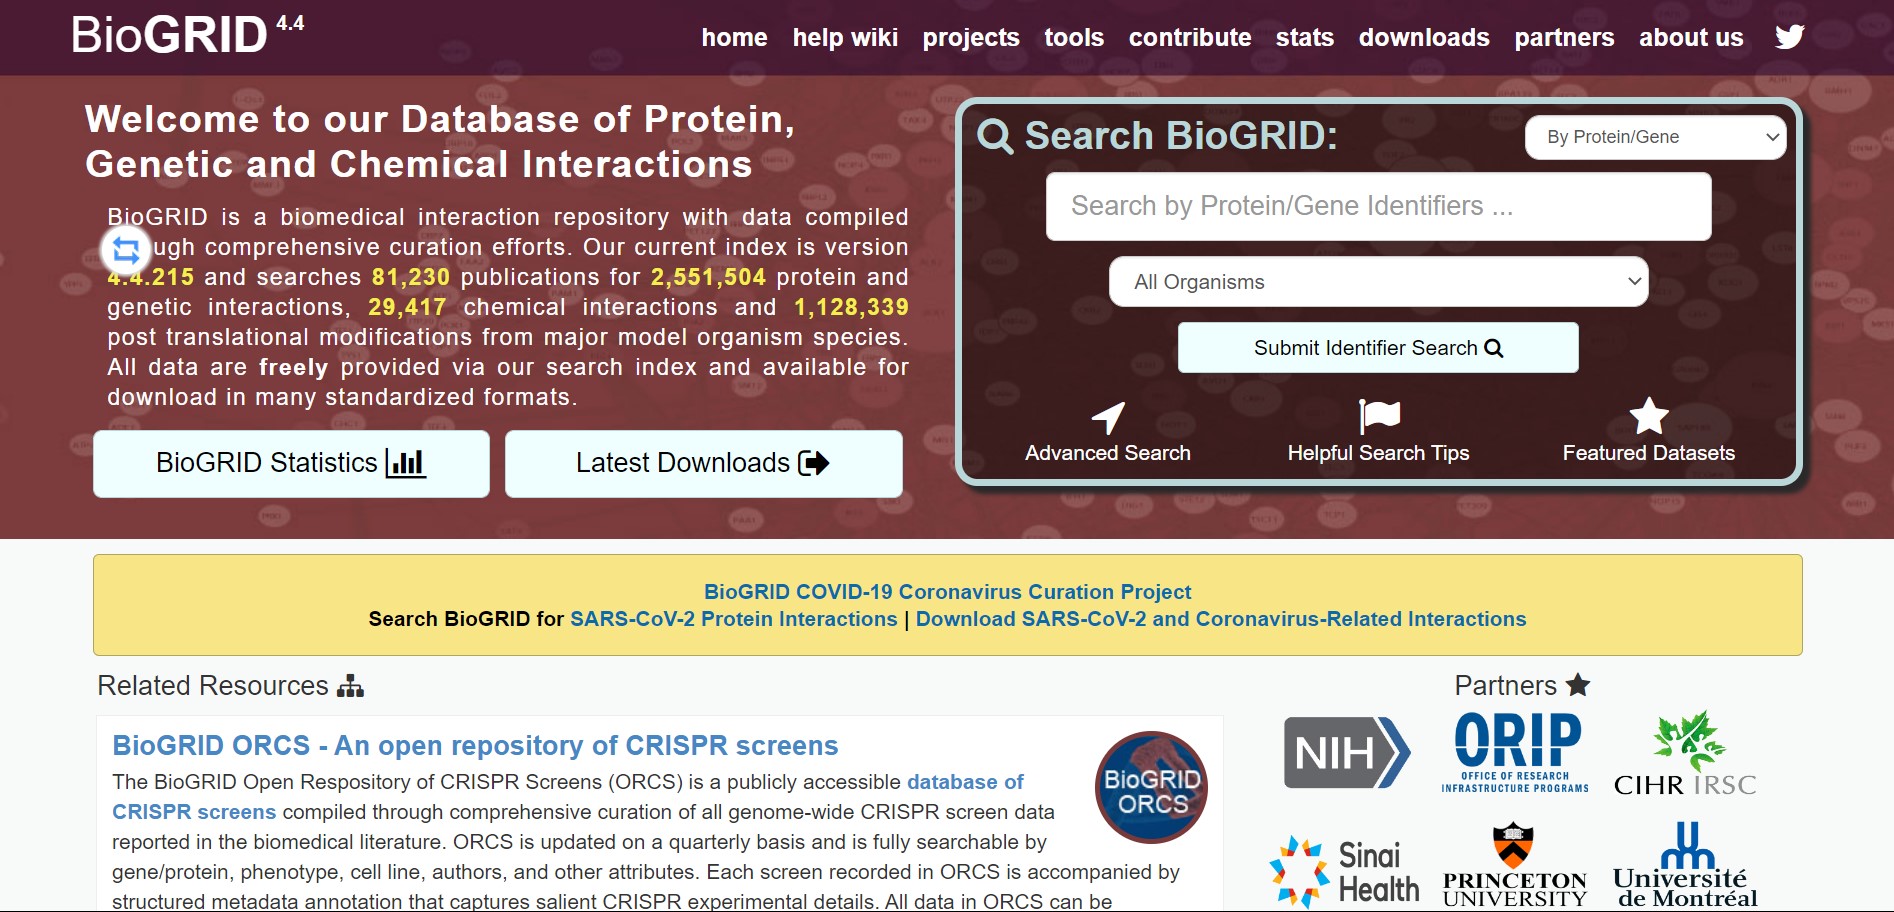 BioGRID 4.4
home help wiki projects tools contribute stats downloads partners about us
Welcome to our Database of Protein,
Genetic and Chemical Interactions
BioGRID is a biomedical interaction repository with data compiled
ugh comprehensive curation efforts. Our current index is version
4.4.215 and searches 81,230 publications for 2,551,504 protein and
genetic interactions, 29,417 chemical interactions and 1,128,339
post translational modifications from major model organism species.
All data are freely provided via our search index and available for
download in many standardized formats.
BioGRID Statistics
Latest Downloads
Search BioGRID:
By Protein/Gene
Search by Protein/Gene Identifiers ...
All Organisms
Submit Identifier Search
Advanced Search
Helpful Search Tips
Featured Datasets
BioGRID COVID-19 Coronavirus Curation Project
Search BioGRID for SARS-CoV-2 Protein Interactions | Download SARS-CoV-2 and Coronavirus-Related Interactions
Related Resources
BioGRID ORCS - An open repository of CRISPR screens
The BioGRID Open Respository of CRISPR Screens (ORCS) is a publicly accessible database of
CRISPR screens compiled through comprehensive curation of all genome-wide CRISPR screen data
reported in the biomedical literature. ORCS is updated on a quarterly basis and is fully searchable by
gene/protein, phenotype, cell line, authors, and other attributes. Each screen recorded in ORCS is accompanied by
structured metadata annotation that captures salient CRISPR experimental details. All data in ORCS can be
BioGRID
ORCS
Partners
NIH
ORIP
OFFICE OF RESEARCH
INFRASTRUCTURE PROGRAMS
CIHR IRSC
Sinai
Health
PRINCETON
UNIVERSITY
Université
de Montréal